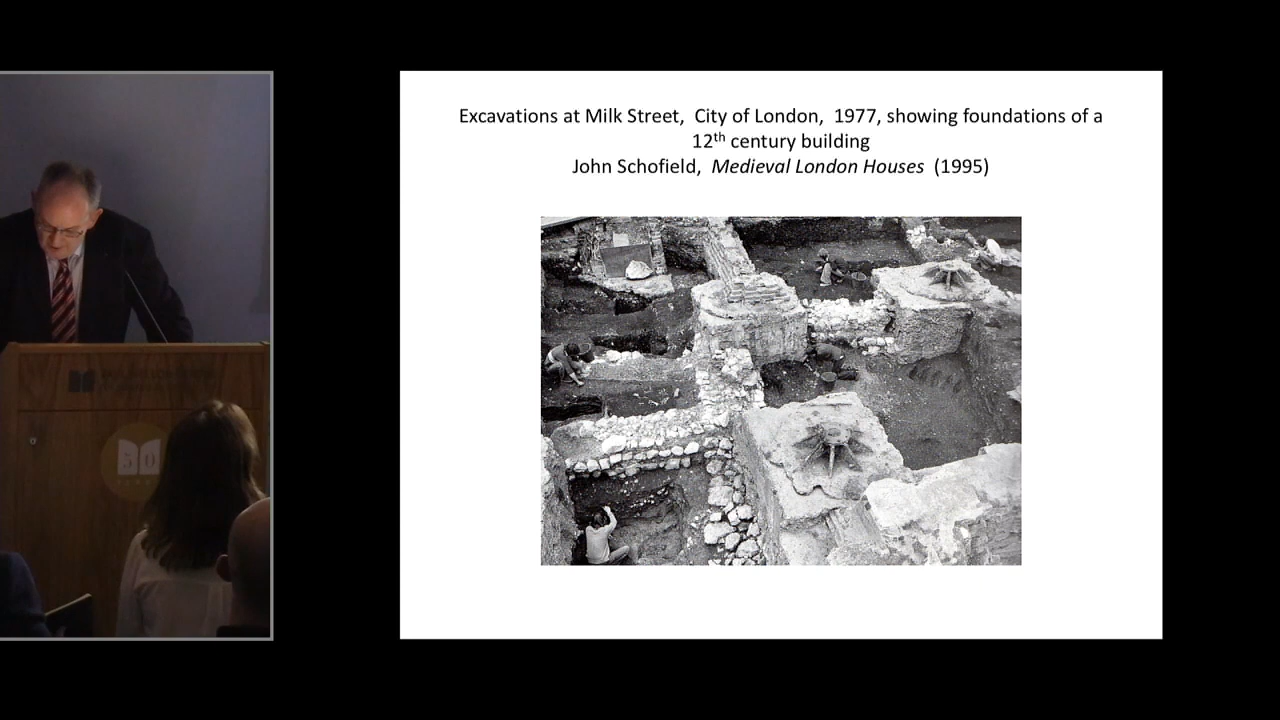 Excavations at Milk Street, City of London, 1977, showing foundations of a
12th century building
John Schofield, Medieval London Houses (1995)
50